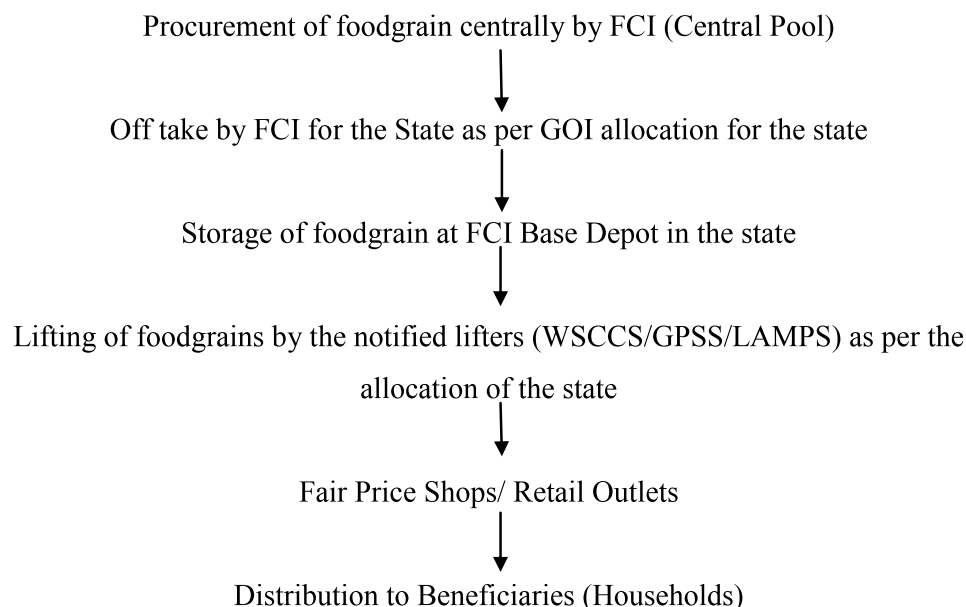 Procurement of foodgrain centrally by FCI (Central Pool)
Off take by FCI for the State as per GOI allocation for the state
Storage of foodgrain at FCI Base Depot in the state
Lifting of foodgrains by the notified lifters (WSCCS/GPSS/LAMPS) as per the
allocation of the state
Fair Price Shops/ Retail Outlets
Distribution to Beneficiaries (Households)